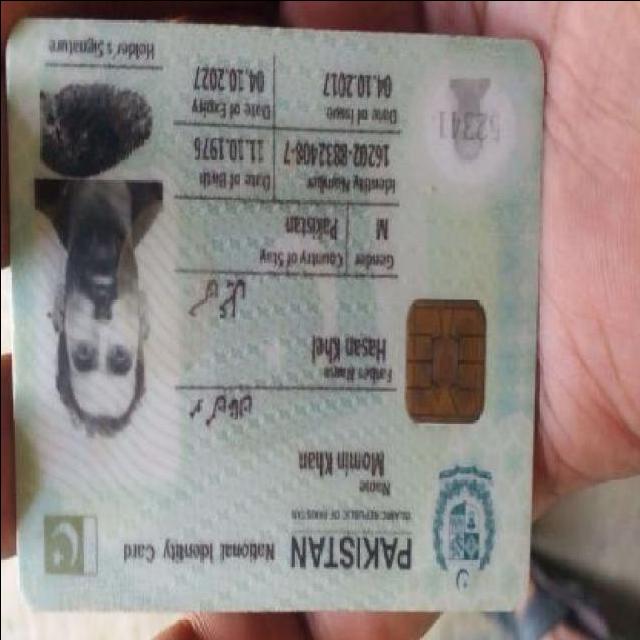 PAKISTAN National Identity Card
ISLAMIC REPUBLIC OF PAKISTAN
Name
Momin Khan
Father Name
Hasan Khel
Gender Country of Stay
M Pakistan
Identity Number Date of Birth
16202-8832408-7 11.10.1975
Date of Issue Date of Expiry
04.10.2017 04.10.2027
Holder's Signature
52341